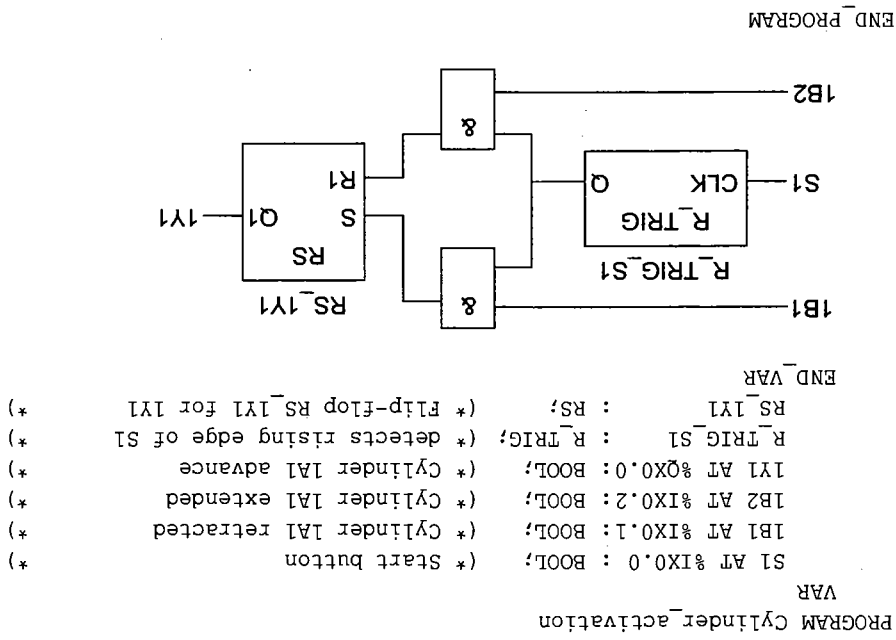 PROGRAM Cylinder_activation
VAR
S1 AT %IX0.0 : BOOL; (* Start button *)
1B1 AT %IX0.1: BOOL; (* Cylinder 1A1 retracted *)
1B2 AT %IX0.2: BOOL; (* Cylinder 1A1 extended *)
1Y1 AT %QX0.0: BOOL; (* Cylinder 1A1 advance *)
R_TRIG_S1 : R_TRIG; (* detects rising edge of S1 *)
RS_1Y1 : RS; (* Flip-flop RS_1Y1 for 1Y1 *)
END_VAR
1B1
&
R_TRIG_S1
R_TRIG
S1
CLK
Q
RS_1Y1
RS
S
Q1
1Y1
R1
&
1B2
END_PROGRAM